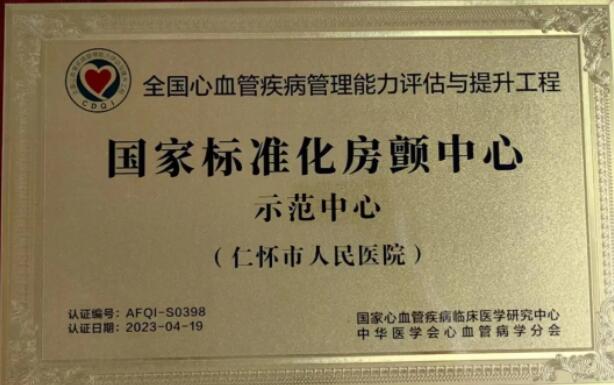 CDQI
全国心血管疾病管理能力评估与提升工程
国家标准化房颤中心
示范中心
（仁怀市人民医院）
认证编号：AFQI-S0398
认证日期：2023-04-19
国家心血管疾病临床医学研究中心
中华医学会心血管病学分会